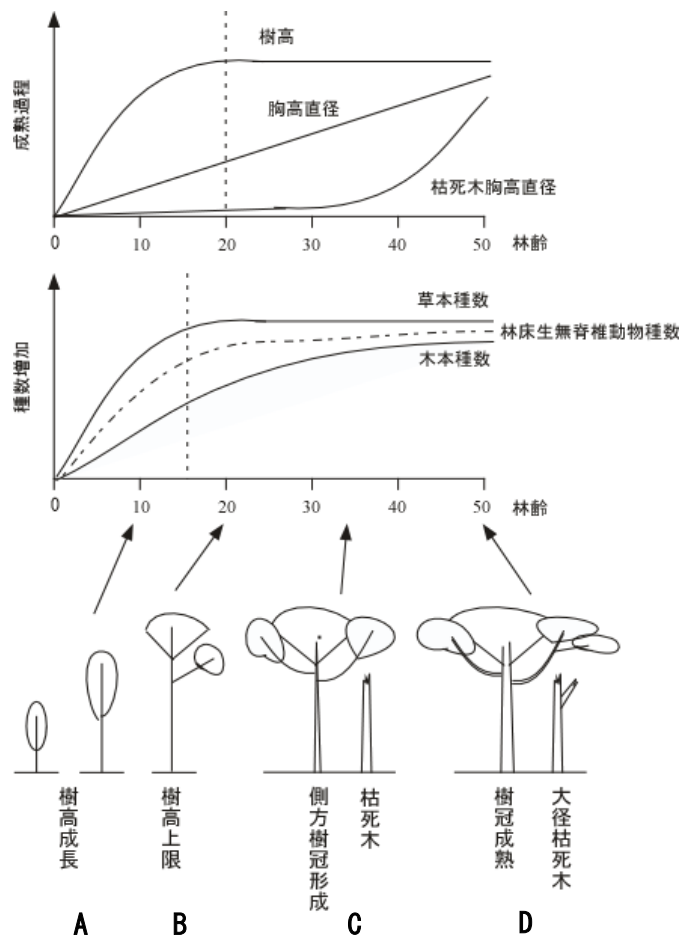 樹高
成熟過程
胸高直径
枯死木胸高直径
0 10 20 30 40 50 林齢
草本種数
林床生無脊椎動物種数
木本種数
種数増加
0 10 20 30 40 50 林齢
樹高成長
樹高上限
側方樹冠形成
枯死木
樹冠成熟
大径枯死木
A B C D